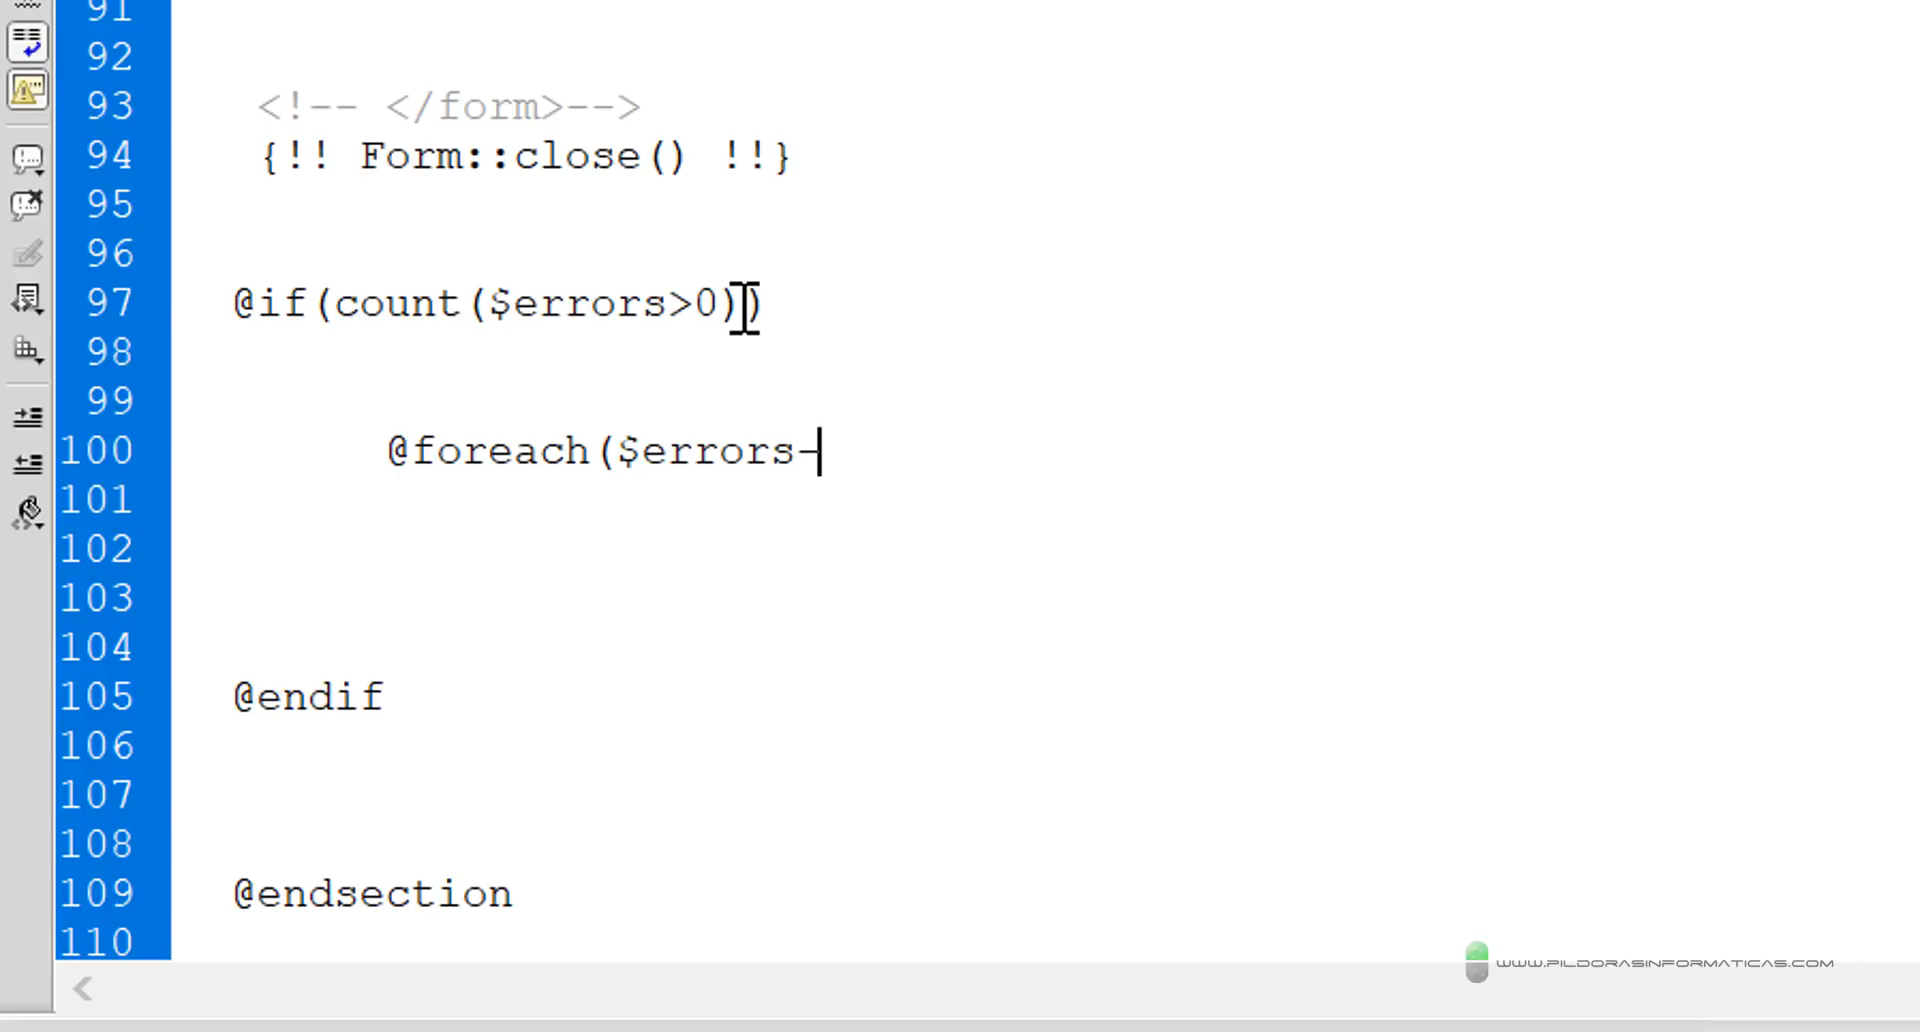 91
92
93 <!-- </form>-->
94 {!! Form::close() !!}
95
96
97 @if(count($errors>0))
98
99
100 @foreach($errors-
101
102
103
104
105 @endif
106
107
108
109 @endsection
110
WWW.PILDORASINFORMATICAS.COM